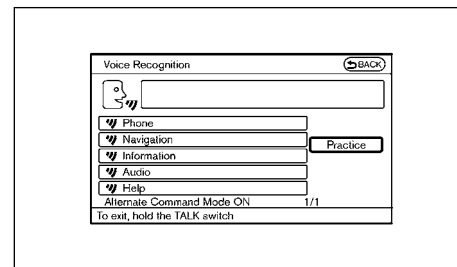 Voice Recognition
BACK
Phone
Navigation
Practice
Information
Audio
Help
Alternate Command Mode ON 1/1
To exit, hold the TALK switch